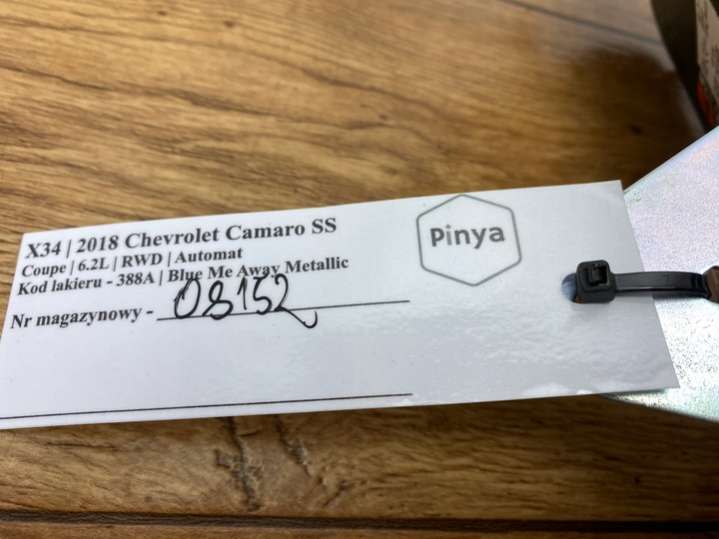 X34 | 2018 Chevrolet Camaro SS
Coupe | 6.2L | RWD | Automat
Kod lakieru - 388A | Blue Me Away Metallic
Nr magazynowy - 08152
Pinya